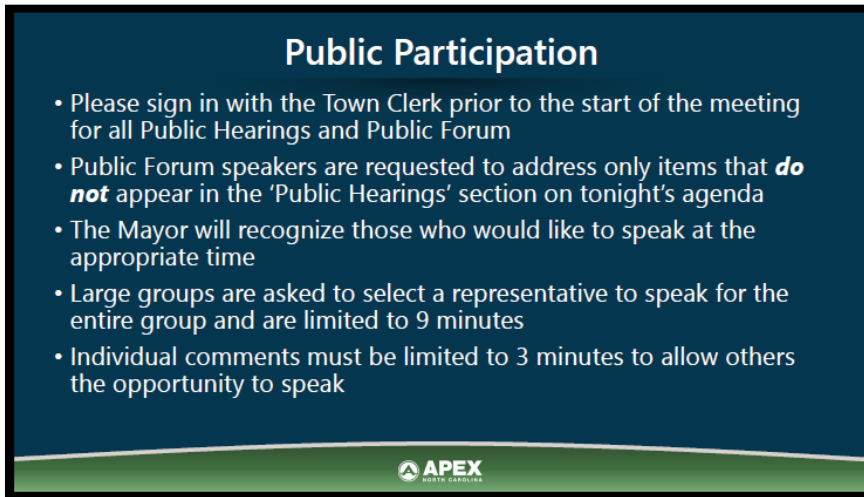 Public Participation
• Please sign in with the Town Clerk prior to the start of the meeting
for all Public Hearings and Public Forum
• Public Forum speakers are requested to address only items that do
not appear in the ‘Public Hearings’ section on tonight’s agenda
• The Mayor will recognize those who would like to speak at the
appropriate time
• Large groups are asked to select a representative to speak for the
entire group and are limited to 9 minutes
• Individual comments must be limited to 3 minutes to allow others
the opportunity to speak
APEX
NORTH CAROLINA